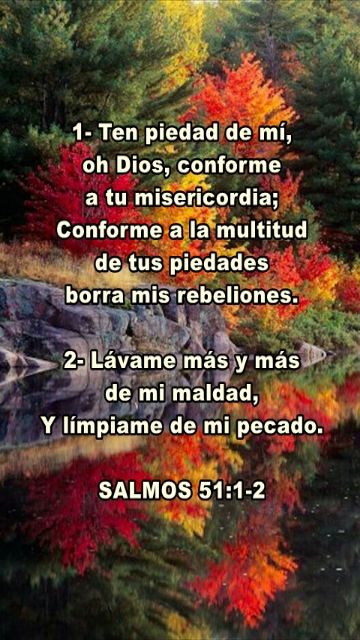 1- Ten piedad de mí,
oh Dios, conforme
a tu misericordia;
Conforme a la multitud
de tus piedades
borra mis rebeliones.
2- Lávame más y más
de mi maldad,
Y límpiame de mi pecado.
SALMOS 51:1-2